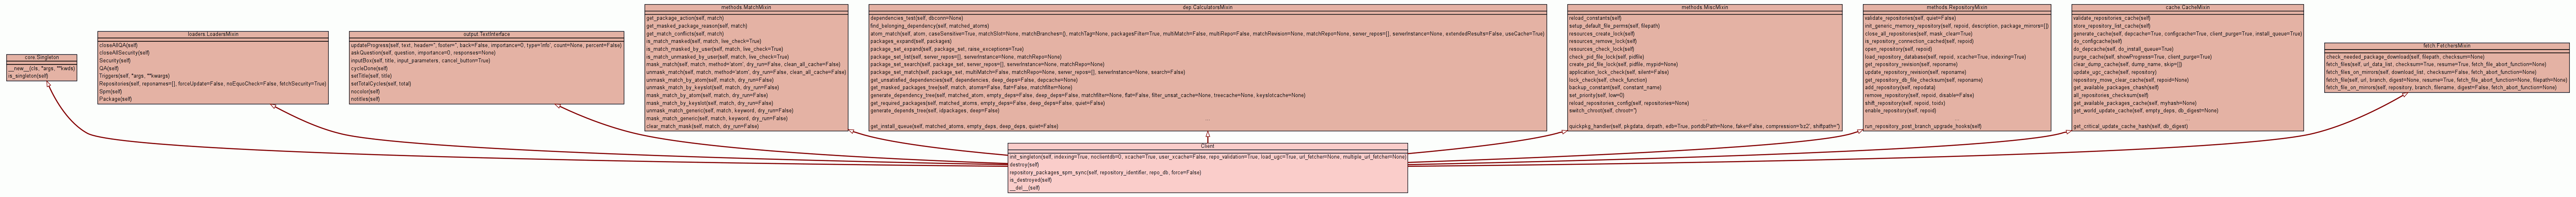 core.Singleton
__new__(cls, *args, **kwds)
is_singleton(self)
loaders.LoadersMixin
closeAllQA(self)
closeAllSecurity(self)
Security(self)
QA(self)
Triggers(self, *args, **kwargs)
Repositories(self, reponames=[], forceUpdate=False, noEquoCheck=False, fetchSecurity=True)
Spm(self)
Package(self)
output.TextInterface
updateProgress(self, text, header='', footer='', back=False, importance=0, type='info', count=None, percent=False)
askQuestion(self, question, importance=0, responses=None)
inputBox(self, title, input_parameters, cancel_button=True)
cycleDone(self)
setTitle(self, title)
setTotalCycles(self, total)
nocolor(self)
notitles(self)
methods.MatchMixin
get_package_action(self, match)
get_masked_package_reason(self, match)
get_match_conflicts(self, match)
is_match_masked(self, match, live_check=True)
is_match_masked_by_user(self, match, live_check=True)
is_match_unmasked_by_user(self, match, live_check=True)
mask_match(self, match, method='atom', dry_run=False, clean_all_cache=False)
unmask_match(self, match, method='atom', dry_run=False, clean_all_cache=False)
unmask_match_by_atom(self, match, dry_run=False)
unmask_match_by_keyslot(self, match, dry_run=False)
mask_match_by_atom(self, match, dry_run=False)
mask_match_by_keyslot(self, match, dry_run=False)
unmask_match_generic(self, match, keyword, dry_run=False)
mask_match_generic(self, match, keyword, dry_run=False)
clear_match_mask(self, match, dry_run=False)
dep.CalculatorsMixin
dependencies_test(self, dbconn=None)
find_belonging_dependency(self, matched_atoms)
atom_match(self, atom, caseSensitive=True, matchSlot=None, matchBranches=(), matchTag=None, packagesFilter=True, multiMatch=False, multiRepo=False, matchRevision=None, matchRepo=None, server_repos=[], serverInstance=None, extendedResults=False, useCache=True)
packages_expand(self, packages)
package_set_expand(self, package_set, raise_exceptions=True)
package_set_list(self, server_repos=[], serverInstance=None, matchRepo=None)
package_set_search(self, package_set, server_repos=[], serverInstance=None, matchRepo=None)
package_set_match(self, package_set, multiMatch=False, matchRepo=None, server_repos=[], serverInstance=None, search=False)
get_unsatisfied_dependencies(self, dependencies, deep_deps=False, depcache=None)
get_masked_packages_tree(self, match, atoms=False, flat=False, matchfilter=None)
generate_dependency_tree(self, matched_atom, empty_deps=False, deep_deps=False, matchfilter=None, flat=False, filter_unsat_cache=None, treecache=None, keyslotcache=None)
get_required_packages(self, matched_atoms, empty_deps=False, deep_deps=False, quiet=False)
generate_depends_tree(self, idpackages, deep=False)
...
get_install_queue(self, matched_atoms, empty_deps, deep_deps, quiet=False)
methods.MiscMixin
reload_constants(self)
setup_default_file_perms(self, filepath)
resources_create_lock(self)
resources_remove_lock(self)
resources_check_lock(self)
check_pid_file_lock(self, pidfile)
create_pid_file_lock(self, pidfile, mypid=None)
application_lock_check(self, silent=False)
lock_check(self, check_function)
backup_constant(self, constant_name)
set_priority(self, low=0)
reload_repositories_config(self, repositories=None)
switch_chroot(self, chroot='')
...
quickpkg_handler(self, pkgdata, dirpath, edb=True, portdbPath=None, fake=False, compression='bz2', shiftpath='')
methods.RepositoryMixin
validate_repositories(self, quiet=False)
init_generic_memory_repository(self, repoid, description, package_mirrors=[])
close_all_repositories(self, mask_clear=True)
is_repository_connection_cached(self, repoid)
open_repository(self, repoid)
load_repository_database(self, repoid, xcache=True, indexing=True)
get_repository_revision(self, reponame)
update_repository_revision(self, reponame)
get_repository_db_file_checksum(self, reponame)
add_repository(self, repodata)
remove_repository(self, repoid, disable=False)
shift_repository(self, repoid, toidx)
enable_repository(self, repoid)
...
run_repository_post_branch_upgrade_hooks(self)
cache.CacheMixin
validate_repositories_cache(self)
store_repository_list_cache(self)
generate_cache(self, depcache=True, configcache=True, client_purge=True, install_queue=True)
do_configcache(self)
do_depcache(self, do_install_queue=True)
purge_cache(self, showProgress=True, client_purge=True)
clear_dump_cache(self, dump_name, skip=[])
update_ugc_cache(self, repository)
get_available_packages_chash(self)
all_repositories_checksum(self)
repository_move_clear_cache(self, repoid=None)
get_available_packages_cache(self, myhash=None)
get_world_update_cache(self, empty_deps, db_digest=None)
...
get_critical_update_cache_hash(self, db_digest)
fetch.FetchersMixin
check_needed_package_download(self, filepath, checksum=None)
fetch_files(self, url_data_list, checksum=True, resume=True, fetch_file_abort_function=None)
fetch_files_on_mirrors(self, download_list, checksum=False, fetch_abort_function=None)
fetch_file(self, url, branch, digest=None, resume=True, fetch_file_abort_function=None, filepath=None)
fetch_file_on_mirrors(self, repository, branch, filename, digest=False, fetch_abort_function=None)
Client
init_singleton(self, indexing=True, noclientdb=0, xcache=True, user_xcache=False, repo_validation=True, load_ugc=True, url_fetcher=None, multiple_url_fetcher=None)
destroy(self)
repository_packages_spm_sync(self, repository_identifier, repo_db, force=False)
is_destroyed(self)
__del__(self)